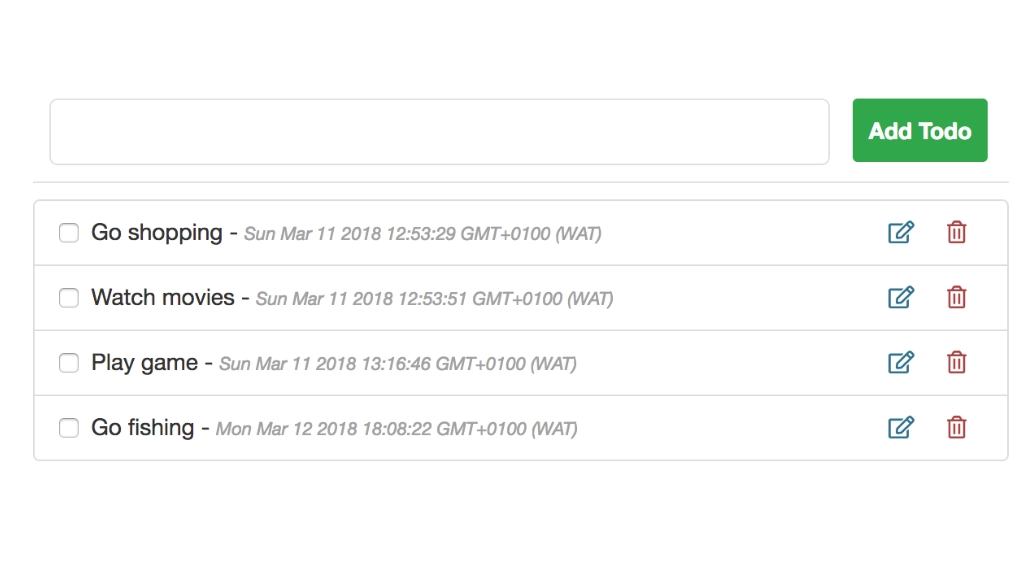 Add Todo
Go shopping - Sun Mar 11 2018 12:53:29 GMT+0100 (WAT)
Watch movies - Sun Mar 11 2018 12:53:51 GMT+0100 (WAT)
Play game - Sun Mar 11 2018 13:16:46 GMT+0100 (WAT)
Go fishing - Mon Mar 12 2018 18:08:22 GMT+0100 (WAT)